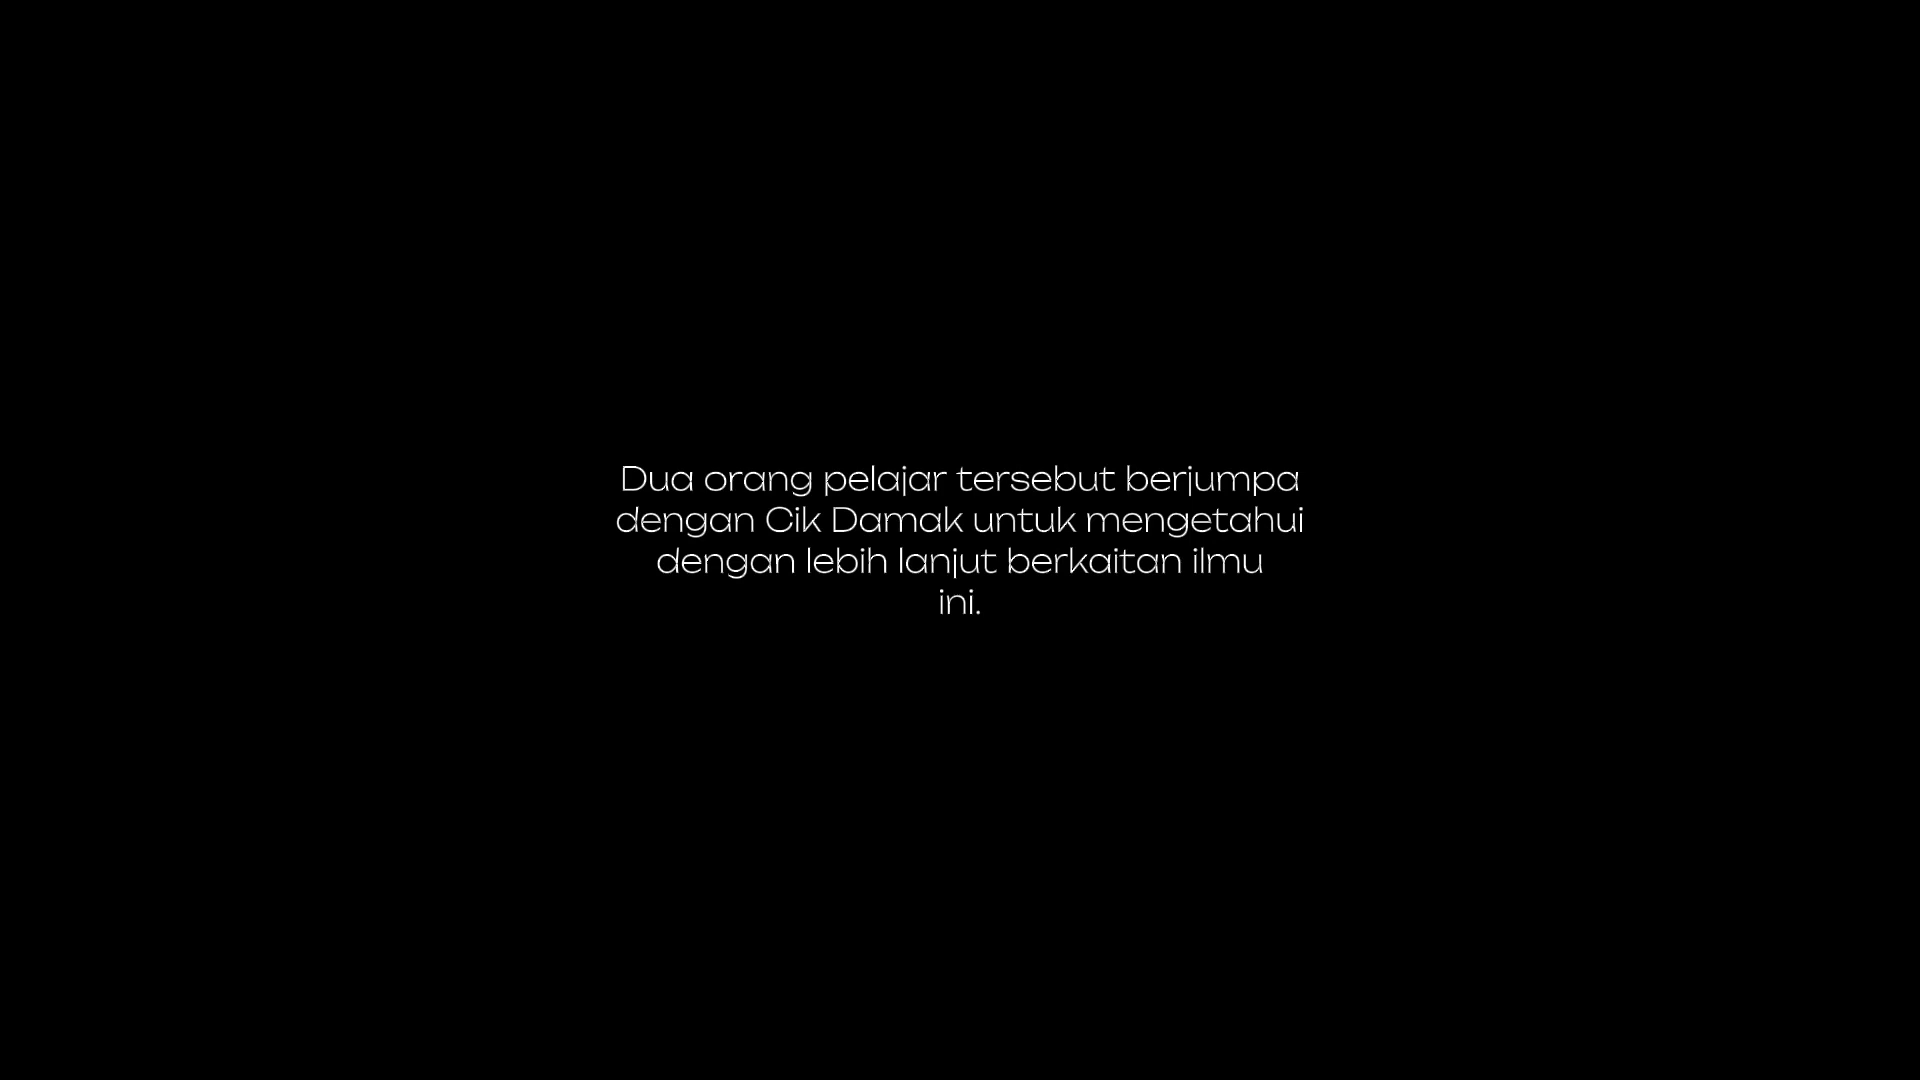 Dua orang pelajar tersebut berjumpa
dengan Cik Damak untuk mengetahui
dengan lebih lanjut berkaitan ilmu
ini.